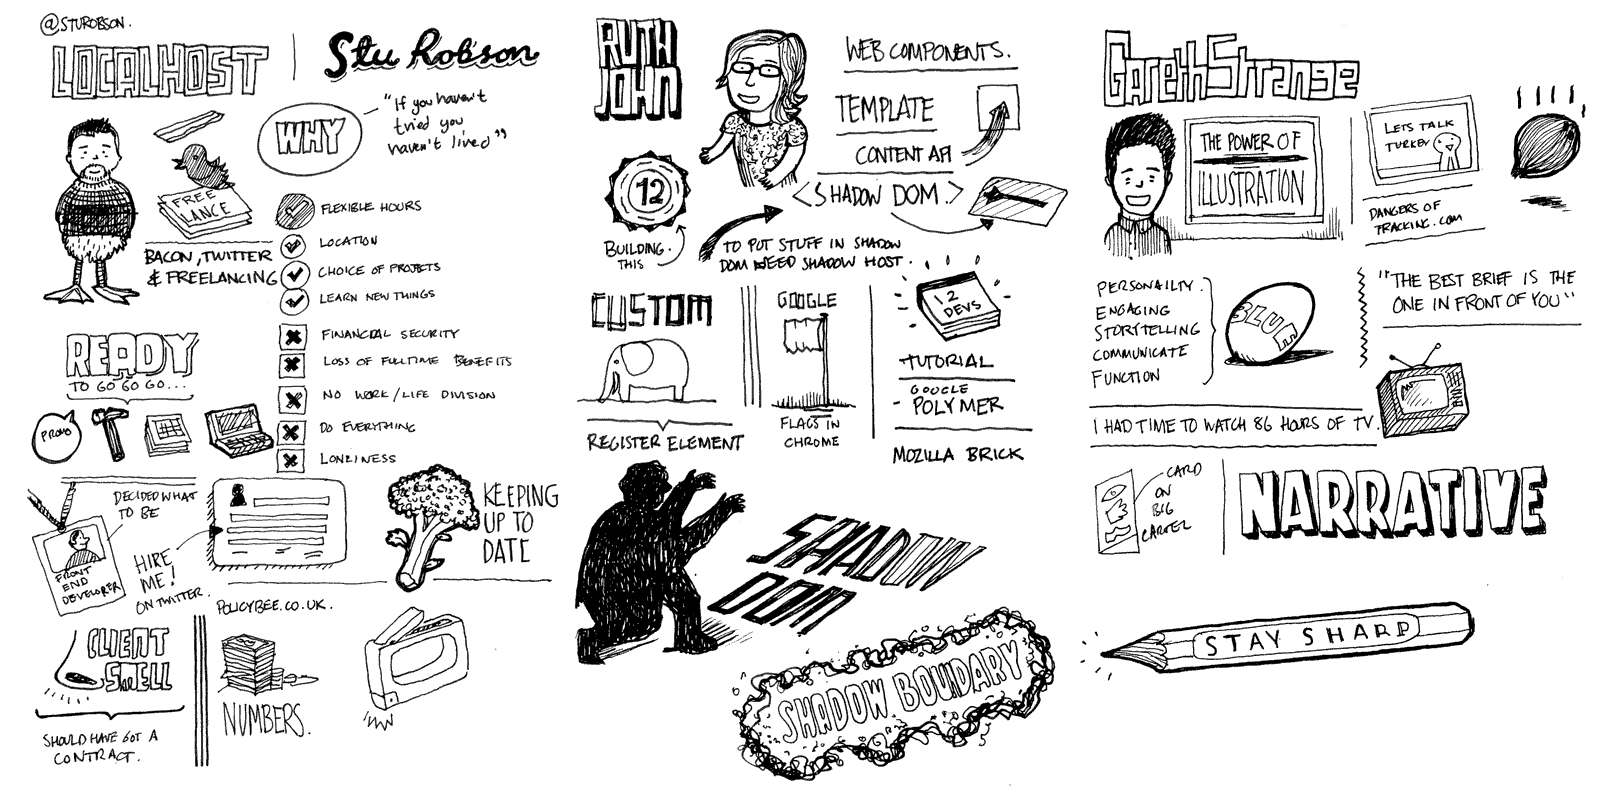 @STUROBSON.
LOCALHOST
Stu Robson
WHY
"If you haven't
tried you
haven't lived"
FREE
LANCE
BACON, TWITTER
& FREELANCING
FLEXIBLE HOURS
LOCATION
CHOICE OF PROJECTS
LEARN NEW THINGS
FINANCIAL SECURITY
LOSS OF FULLTIME BENEFITS
NO WORK/LIFE DIVISION
DO EVERYTHING
LONLINESS
READY
TO GO GO GO...
PROMO
DECIDED WHAT
TO BE
FRONT
END
DEVELOPER
HIRE
ME!
ON TWITTER.
KEEPING
UP TO
DATE
POLICYBEE.CO.UK.
CLIENT
SMELL
SHOULD HAVE GOT A
CONTRACT.
NUMBERS.
RUTH
JOHN
WEB COMPONENTS.
TEMPLATE
CONTENT API
<SHADOW DOM.>
12
BUILDING.
THIS
TO PUT STUFF IN SHADOW
DOM NEED SHADOW HOST.
CUSTOM
REGISTER ELEMENT
GOOGLE
FLAGS IN
CHROME
12
DEVS
TUTORIAL
GOOGLE
- POLYMER
MOZILLA BRICK
SHADOW
DOM
SHADOW BOUNDARY
Gareth Strange
THE POWER OF
ILLUSTRATION
LETS TALK
TURKEY
DANGERS OF
TRACKING.COM
PERSONAILTY.
ENGAGING
STORYTELLING
COMMUNICATE
FUNCTION
BLUE
"THE BEST BRIEF IS THE
ONE IN FRONT OF YOU"
I HAD TIME TO WATCH 86 HOURS OF TV.
CARD
ON
BIG
CARTEL
NARRATIVE
STAY SHARP